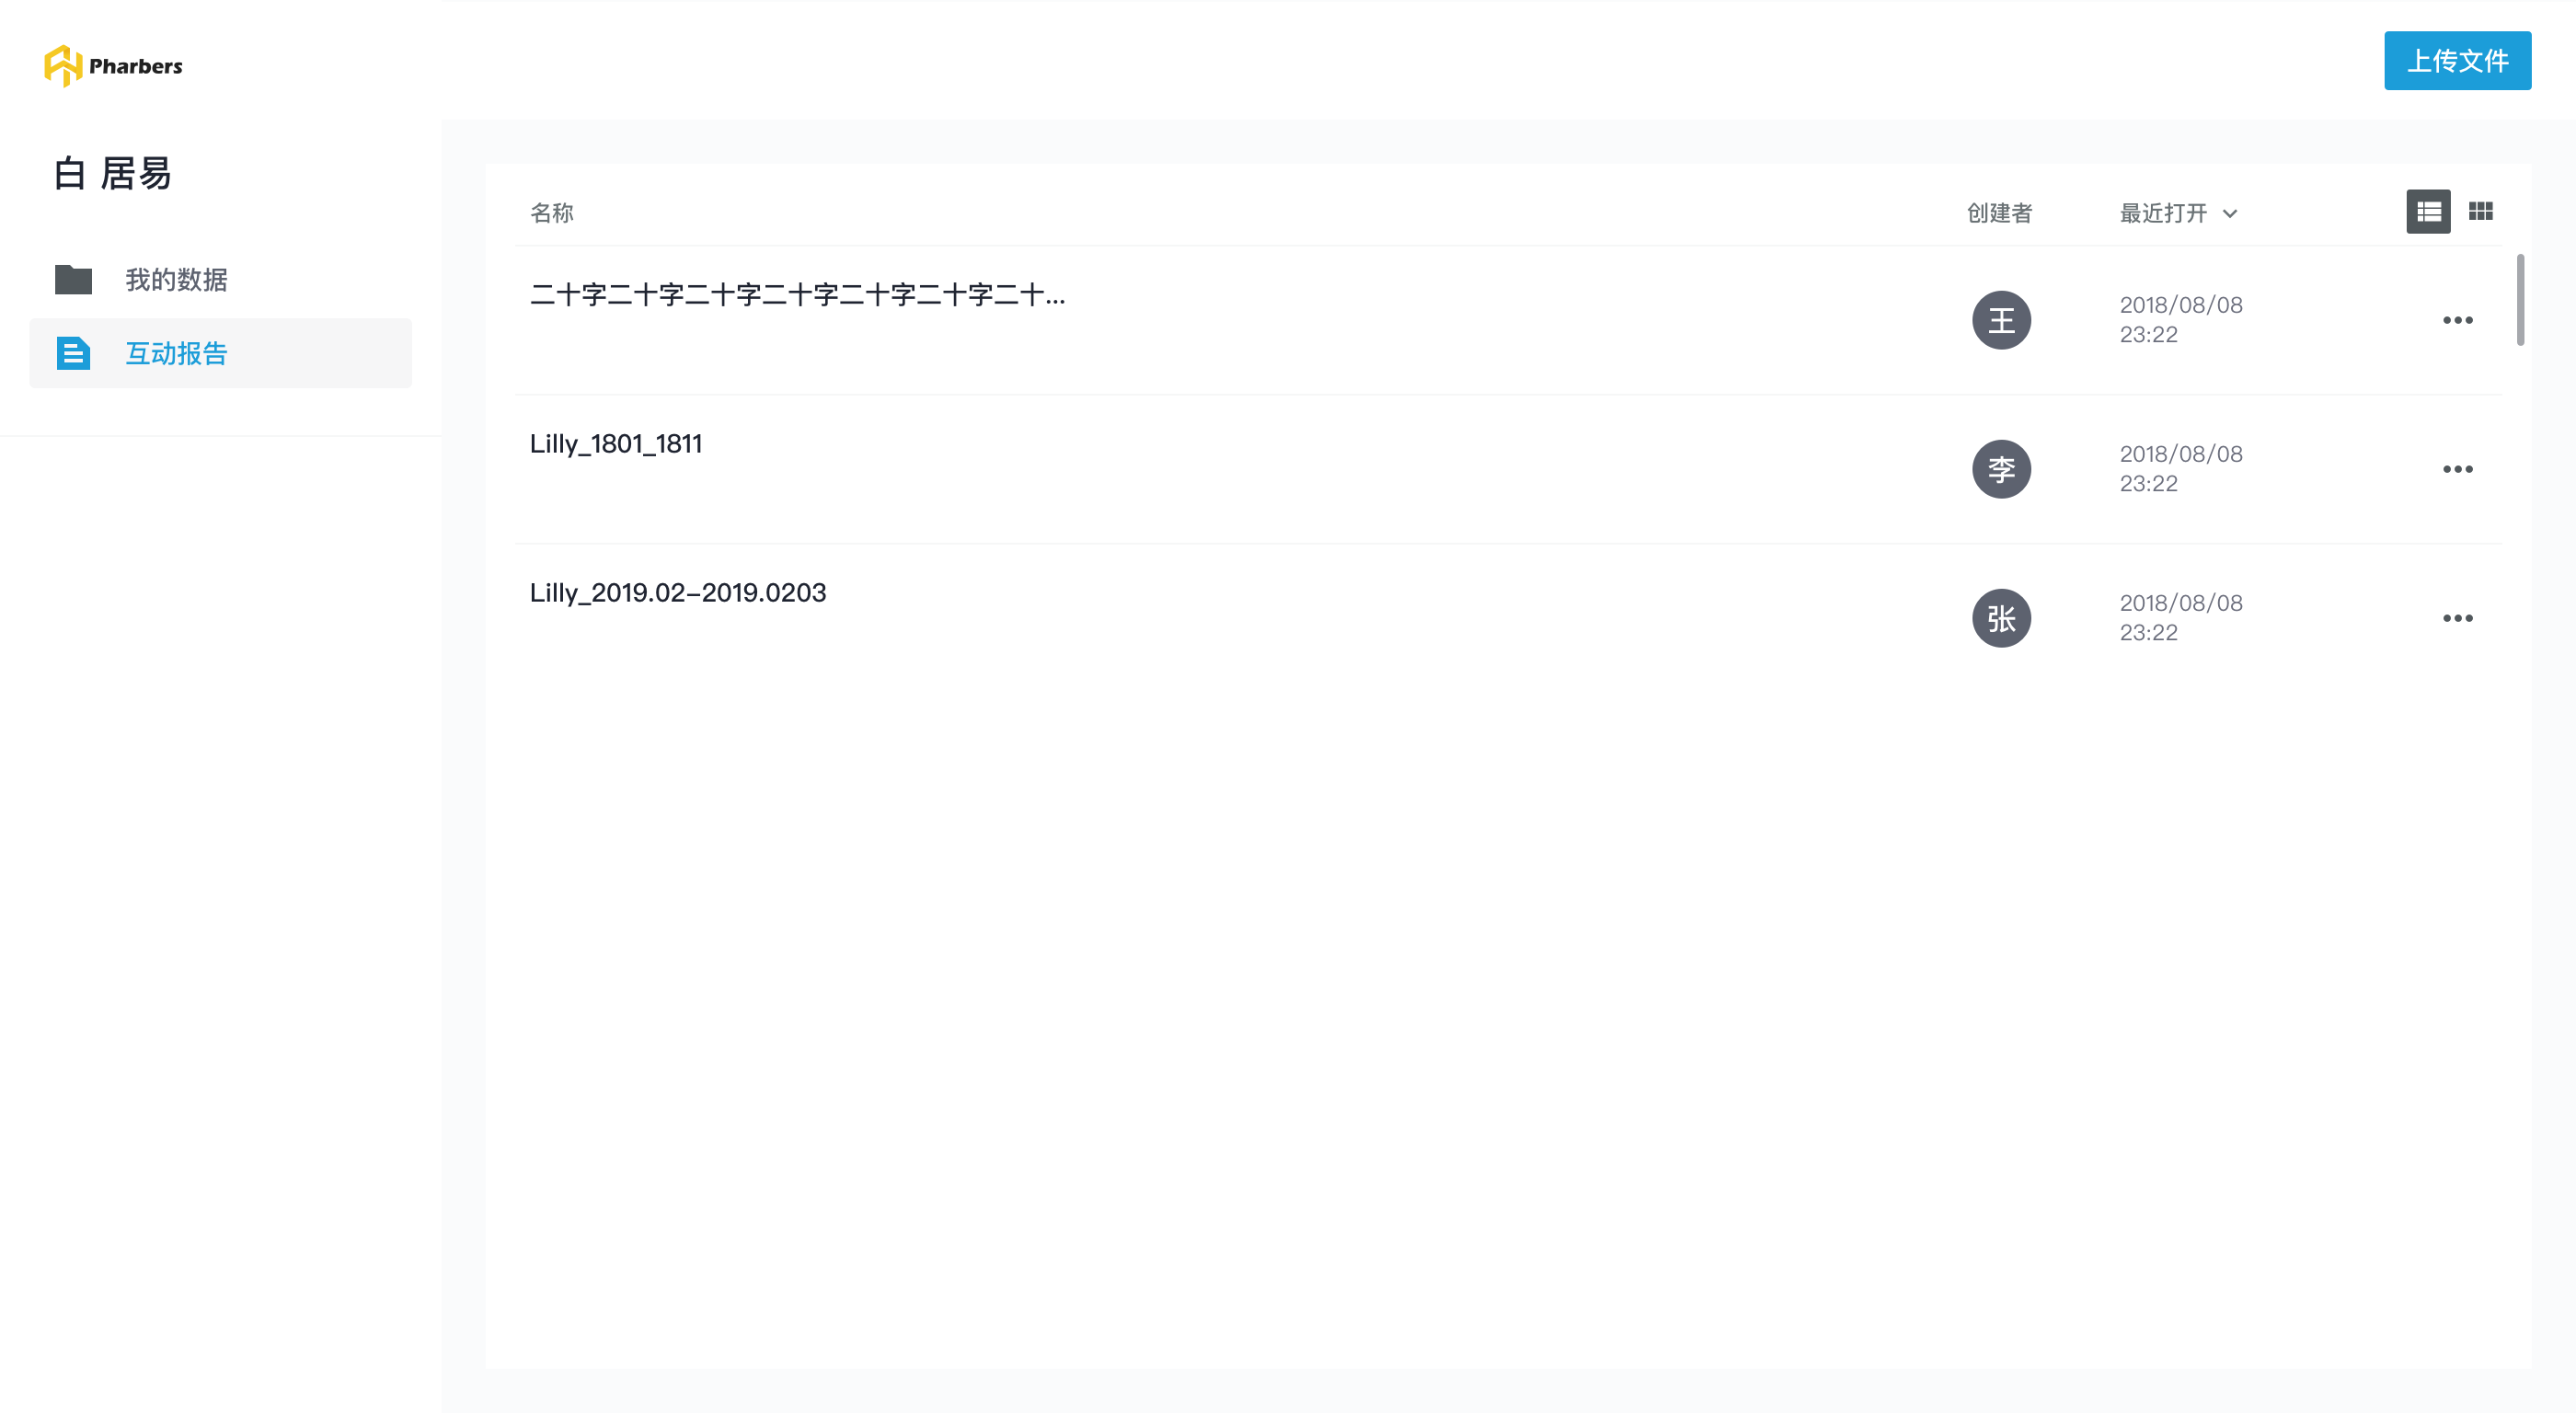 Pharbers
上传文件
白 居易
我的数据
互动报告
名称
创建者
最近打开
二十字二十字二十字二十字二十字二十字二十...
王
2018/08/08
23:22
Lilly_1801_1811
李
2018/08/08
23:22
Lilly_2019.02-2019.0203
张
2018/08/08
23:22